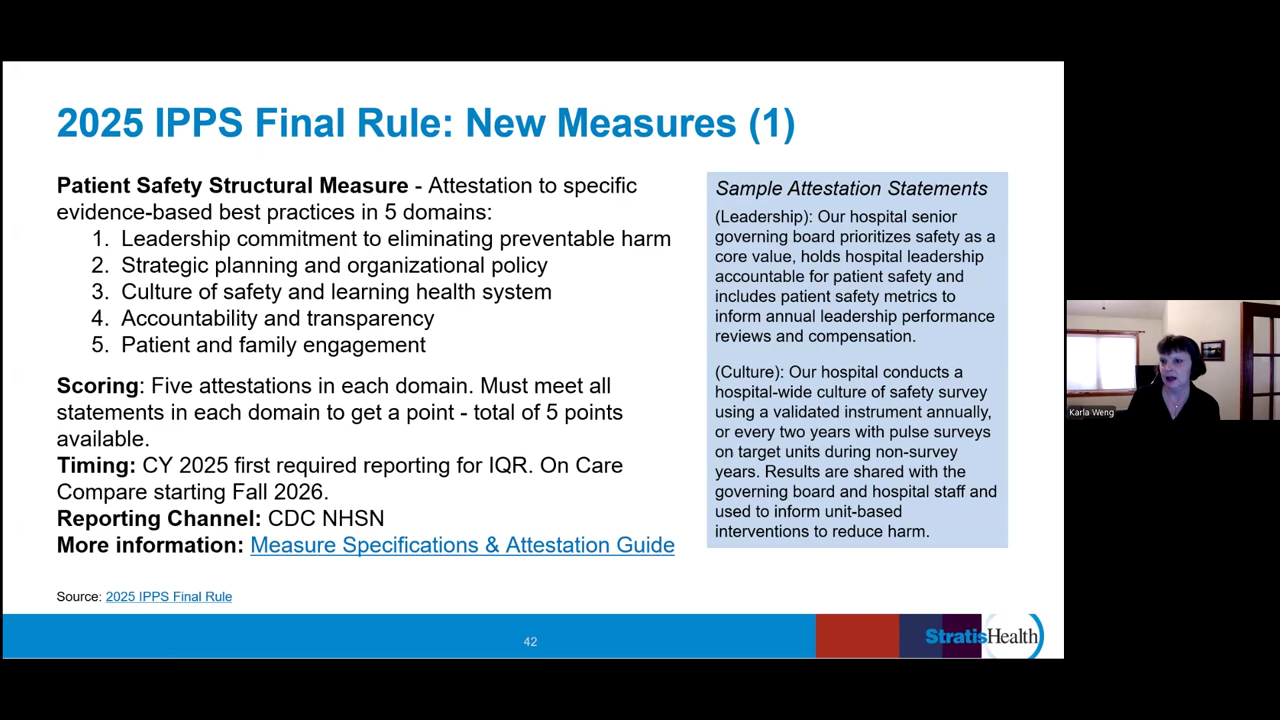 2025 IPPS Final Rule: New Measures (1)
Patient Safety Structural Measure - Attestation to specific
evidence-based best practices in 5 domains:
1. Leadership commitment to eliminating preventable harm
2. Strategic planning and organizational policy
3. Culture of safety and learning health system
4. Accountability and transparency
5. Patient and family engagement
Scoring: Five attestations in each domain. Must meet all
statements in each domain to get a point - total of 5 points
available.
Timing: CY 2025 first required reporting for IQR. On Care
Compare starting Fall 2026.
Reporting Channel: CDC NHSN
More information: Measure Specifications & Attestation Guide
Source: 2025 IPPS Final Rule
Sample Attestation Statements
(Leadership): Our hospital senior
governing board prioritizes safety as a
core value, holds hospital leadership
accountable for patient safety and
includes patient safety metrics to
inform annual leadership performance
reviews and compensation.
(Culture): Our hospital conducts a
hospital-wide culture of safety survey
using a validated instrument annually,
or every two years with pulse surveys
on target units during non-survey
years. Results are shared with the
governing board and hospital staff and
used to inform unit-based
interventions to reduce harm.
42
StratisHealth
Karla Weng